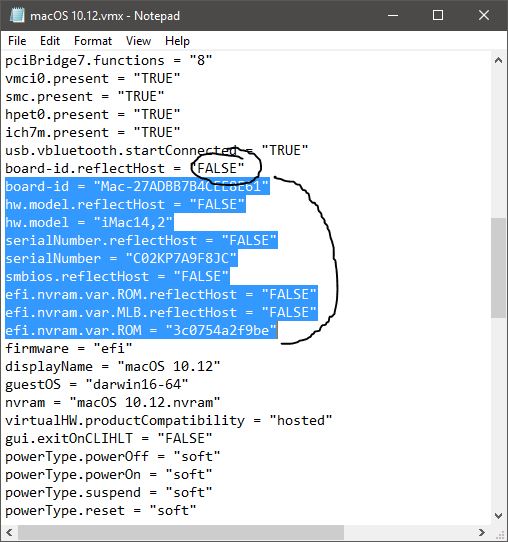 macOS 10.12.vmx - Notepad
File Edit Format View Help
pciBridge7.functions = "8"
vmci0.present = "TRUE"
smc.present = "TRUE"
hpet0.present = "TRUE"
ich7m.present = "TRUE"
usb.vbluetooth.startConnected = "TRUE"
board-id.reflectHost = "FALSE"
board-id = "Mac-27ADBB7B4CEE8E61"
hw.model.reflectHost = "FALSE"
hw.model = "iMac14,2"
serialNumber.reflectHost = "FALSE"
serialNumber = "C02KP7A9F8JC"
smbios.reflectHost = "FALSE"
efi.nvram.var.ROM.reflectHost = "FALSE"
efi.nvram.var.MLB.reflectHost = "FALSE"
efi.nvram.var.ROM = "3c0754a2f9be"
firmware = "efi"
displayName = "macOS 10.12"
guestOS = "darwin16-64"
nvram = "macOS 10.12.nvram"
virtualHW.productCompatibility = "hosted"
gui.exitOnCLIHLT = "FALSE"
powerType.powerOff = "soft"
powerType.powerOn = "soft"
powerType.suspend = "soft"
powerType.reset = "soft"